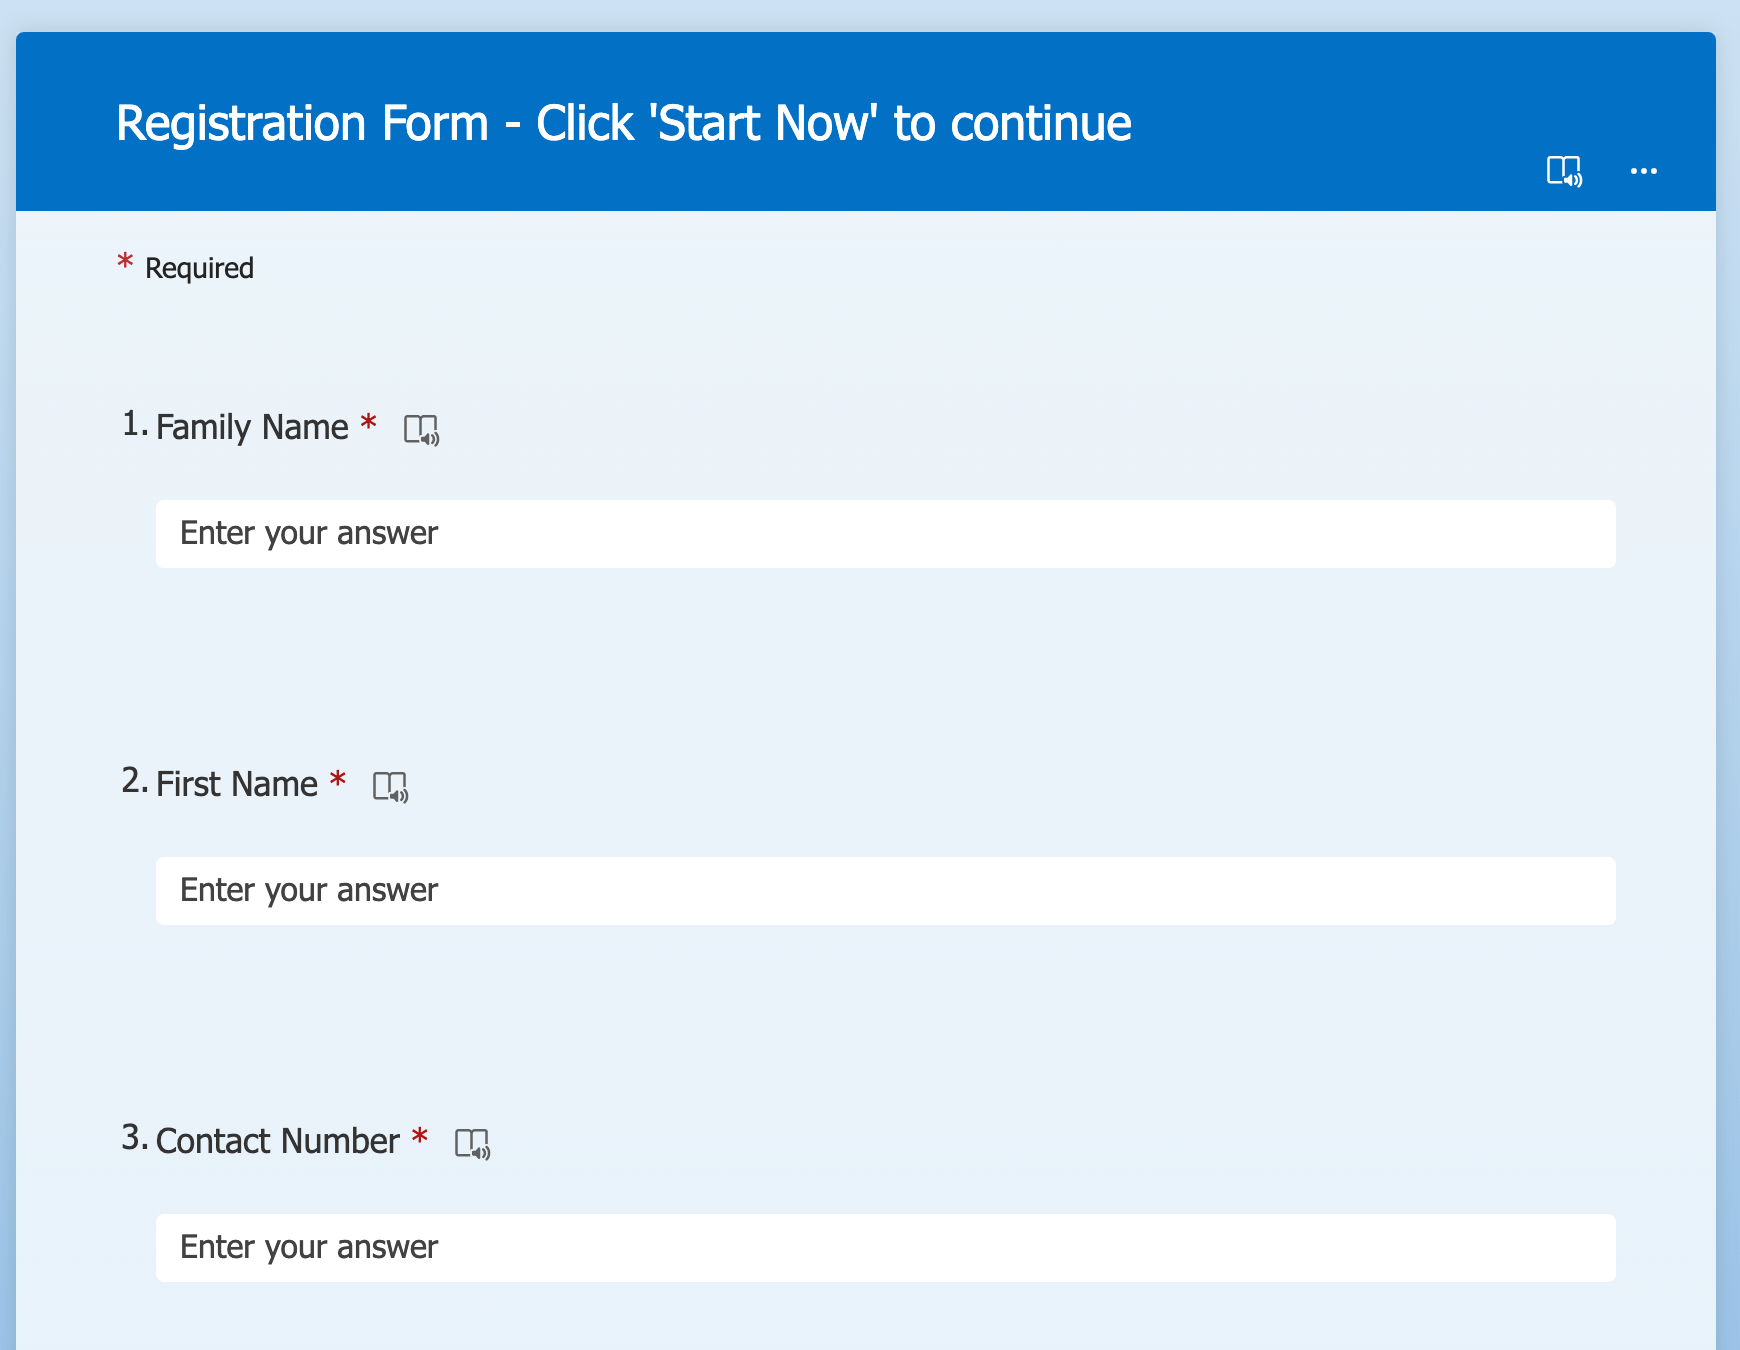 Registration Form - Click 'Start Now' to continue
* Required
1. Family Name *
Enter your answer
2. First Name *
Enter your answer
3. Contact Number *
Enter your answer